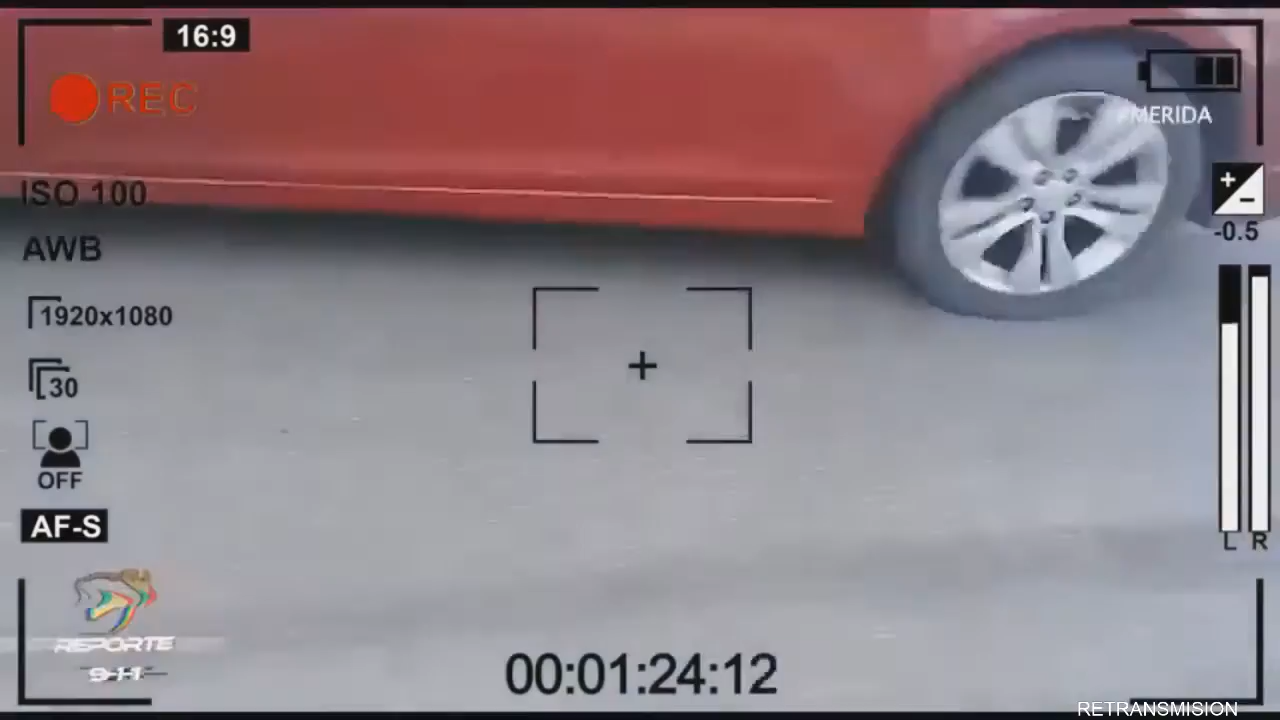 16:9
REC
#MERIDA
ISO 100
AWB
-0.5
1920x1080
30
OFF
AF-S
L R
REPORTE
9-1-1
00:01:24:12
RETRANSMISION